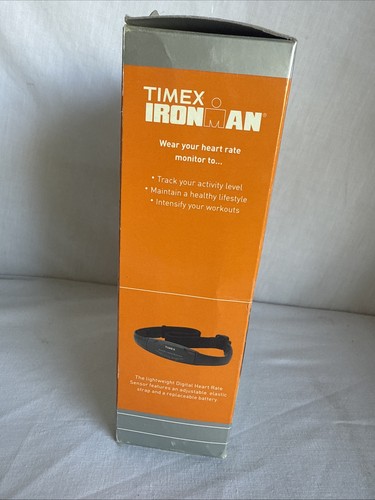 TIMEX
IRONMAN®
Wear your heart rate
monitor to...
• Track your activity level
• Maintain a healthy lifestyle
• Intensify your workouts
TIMEX
The lightweight Digital Heart Rate
Sensor features an adjustable elastic
strap and a replaceable battery.